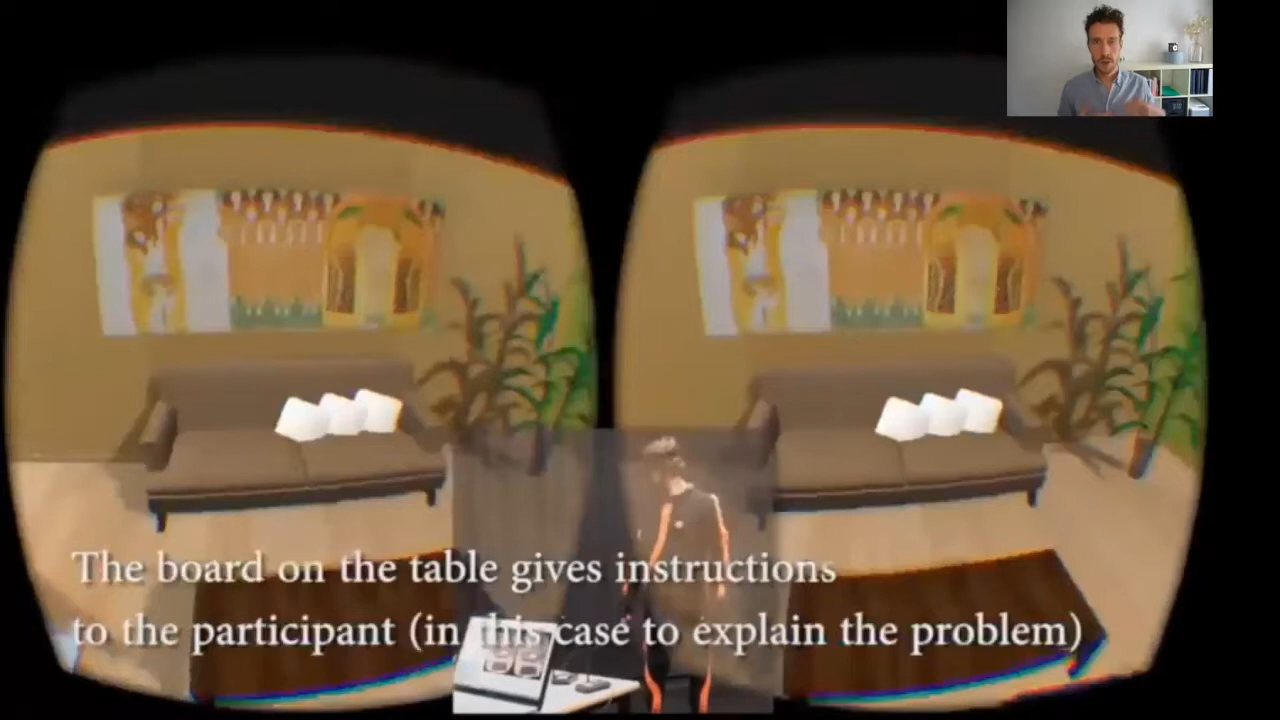 The board on the table gives instructions
to the participant (in this case to explain the problem)